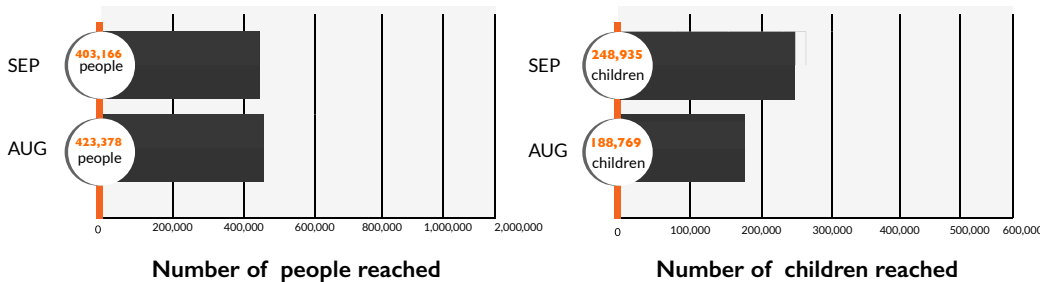 SEP
403,166
people
AUG
423,378
people
0 200,000 400,000 600,000 800,000 1,000,000 2,000,000
Number of people reached
SEP
248,935
children
AUG
188,769
children
0 100,000 200,000 300,000 400,000 500,000 600,000
Number of children reached